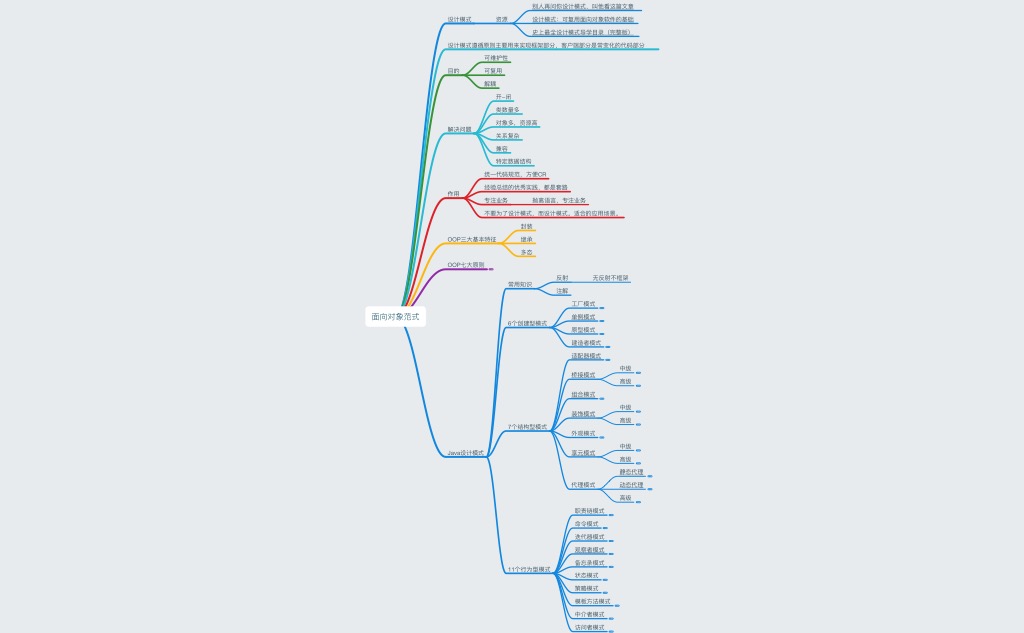 别人再问你设计模式，叫他看这篇文章
设计模式
资源
设计模式：可复用面向对象软件的基础
史上最全设计模式导学目录（完整版）
设计模式遵循原则主要用来实现框架部分，客户端部分是常变化的代码部分
可维护性
目的
可复用
解耦
开-闭
类数量多
对象多，资源高
解决问题
关系复杂
兼容
特定数据结构
统一代码规范，方便CR
经验总结的优秀实践，都是套路
作用
专注业务
抛离语言，专注业务
不要为了设计模式，而设计模式。适合的应用场景。
封装
OOP三大基本特征
继承
多态
OOP七大原则
反射
无反射不框架
常用知识
注解
工厂模式
单例模式
面向对象范式
6个创建型模式
原型模式
建造者模式
适配器模式
中级
桥接模式
高级
组合模式
中级
装饰模式
高级
7个结构型模式
外观模式
中级
享元模式
高级
Java设计模式
静态代理
代理模式
动态代理
高级
职责链模式
命令模式
迭代器模式
观察者模式
备忘录模式
11个行为型模式
状态模式
策略模式
模板方法模式
中介者模式
访问者模式